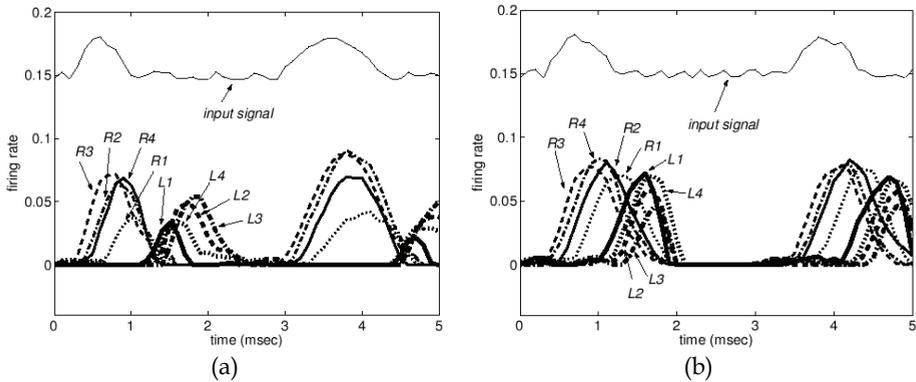 0.2
0.15
0.1
0.05
0
firing rate
input signal
R3
R2
R4
R1
L1
L4
L2
L3
0
1
2
3
4
5
time (msec)
(a)
0.2
0.15
0.1
0.05
0
firing rate
input signal
R3
R4
R2
R1
L1
L4
L3
L2
0
1
2
3
4
5
time (msec)
(b)